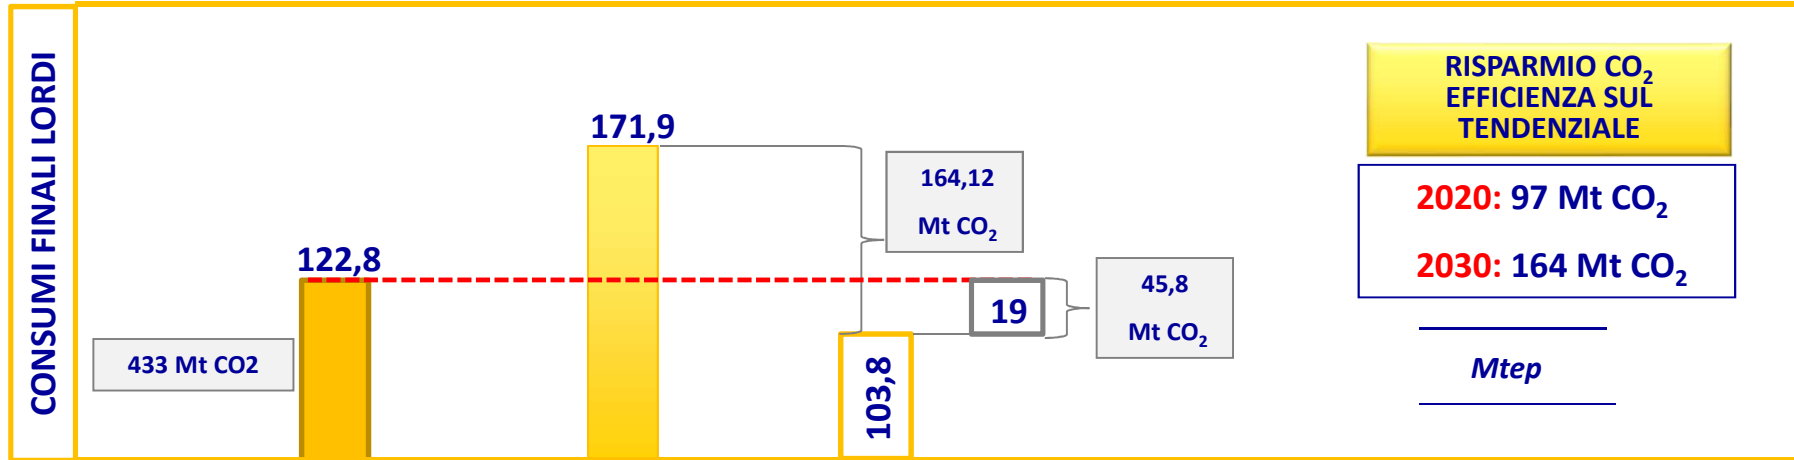 CONSUMI FINALI LORDI
433 Mt CO2
122,8
171,9
103,8
164,12
Mt CO₂
19
45,8
Mt CO₂
RISPARMIO CO₂
EFFICIENZA SUL
TENDENZIALE
2020: 97 Mt CO₂
2030: 164 Mt CO₂
Mtep